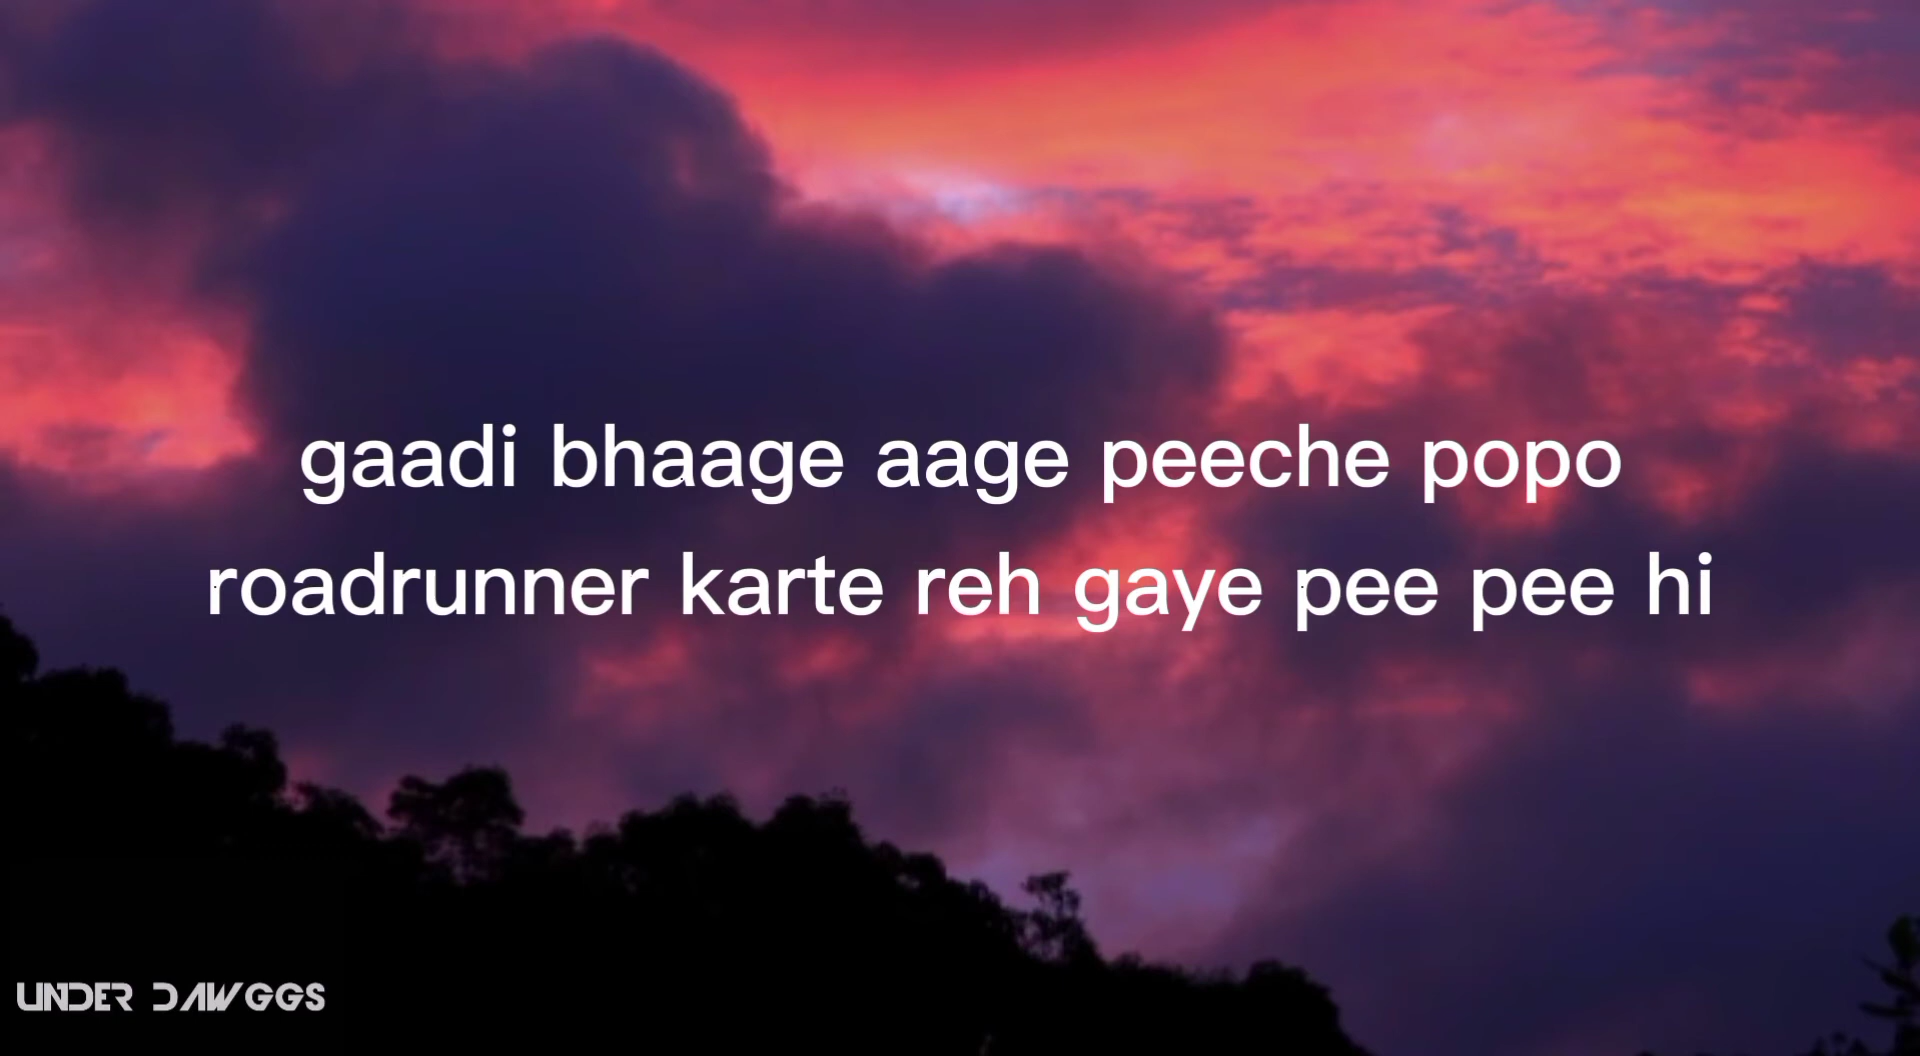 gaadi bhaage aage peeche popo
roadrunner karte reh gaye pee pee hi
UNDER DAWGGS